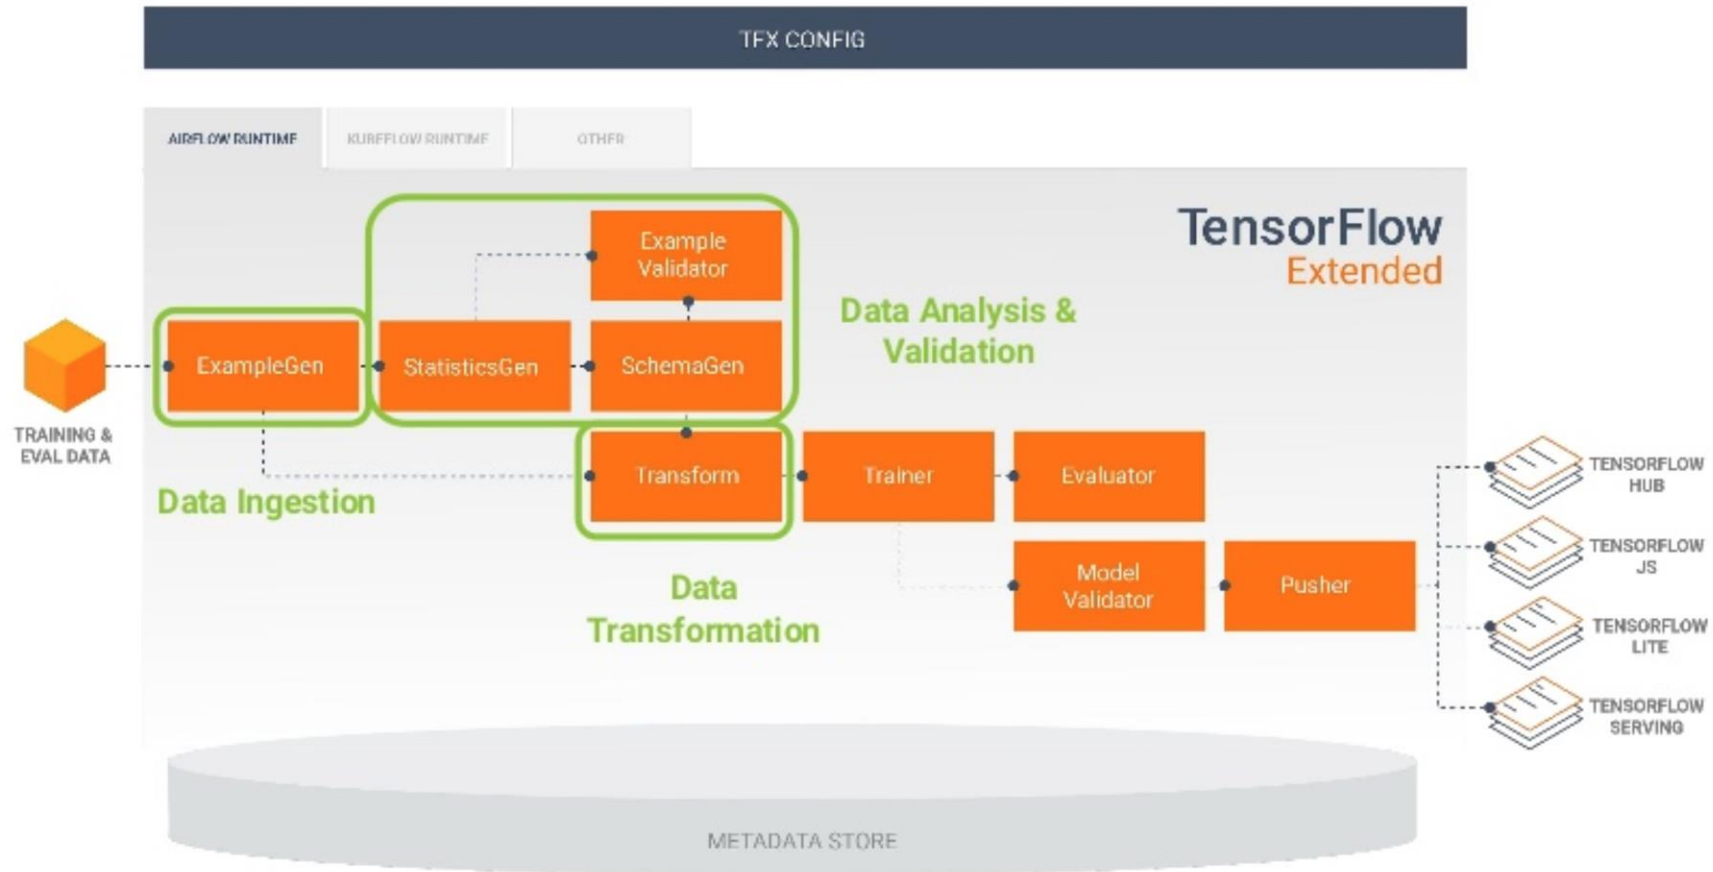 TFX CONFIG
AIRFLOW RUNTIME
KUBEFLOW RUNTIME
OTHER
TensorFlow
Extended
Example
Validator
Data Analysis &
Validation
ExampleGen
StatisticsGen
SchemaGen
TRAINING &
EVAL DATA
Data Ingestion
Transform
Trainer
Evaluator
Data
Transformation
Model
Validator
Pusher
TENSORFLOW
HUB
TENSORFLOW
JS
TENSORFLOW
LITE
TENSORFLOW
SERVING
METADATA STORE